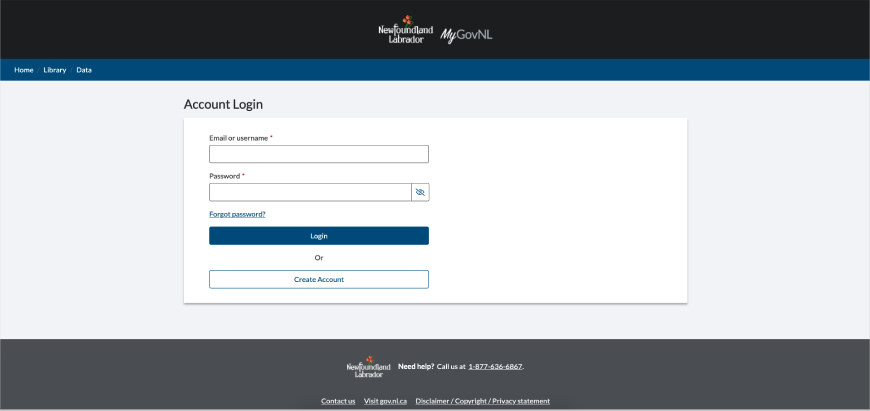 Newfoundland
Labrador
MyGovNL
Home / Library / Data
Account Login
Email or username *
Password *
Forgot password?
Login
Or
Create Account
Newfoundland
Labrador
Need help? Call us at 1-877-636-6867.
Contact us Visit gov.nl.ca Disclaimer / Copyright / Privacy statement